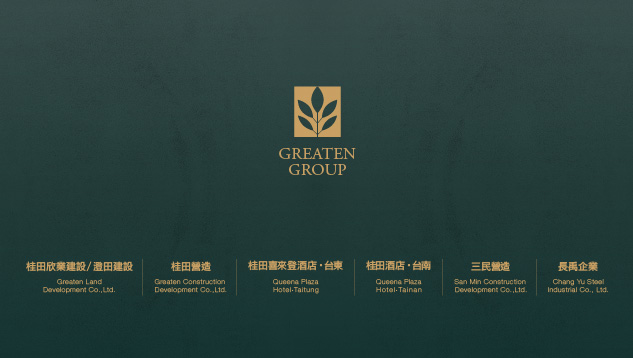 GREATEN
GROUP
桂田欣業建設/澄田建設
Greaten Land
Development Co.,Ltd.
桂田營造
Greaten Construction
Development Co.,Ltd.
桂田喜來登酒店·台東
Queena Plaza
Hotel-Taitung
桂田酒店·台南
Queena Plaza
Hotel-Tainan
三民營造
San Min Construction
Development Co.,Ltd.
長禹企業
Chang Yu Steel
Industrial Co., Ltd.